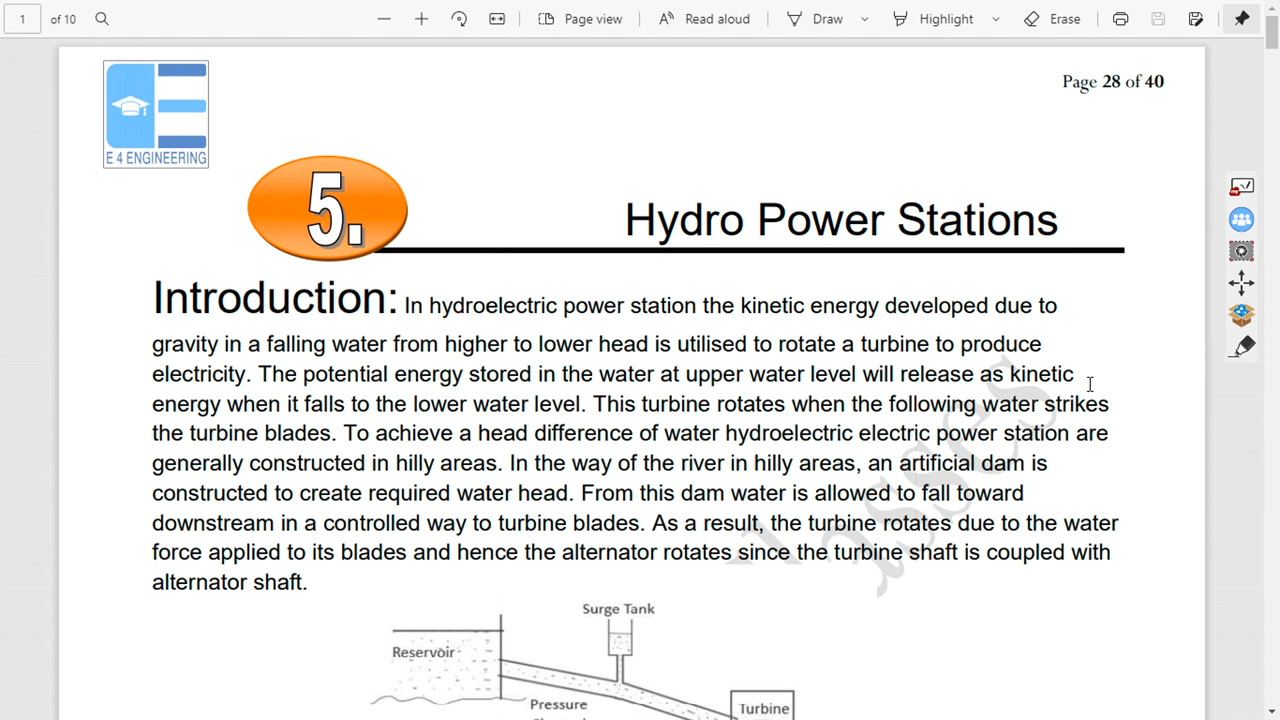 1 of 10
Page view
Read aloud
Draw
Highlight
Erase
E 4 ENGINEERING
Page 28 of 40
5.
Hydro Power Stations
Introduction: In hydroelectric power station the kinetic energy developed due to
gravity in a falling water from higher to lower head is utilised to rotate a turbine to produce
electricity. The potential energy stored in the water at upper water level will release as kinetic
energy when it falls to the lower water level. This turbine rotates when the following water strikes
the turbine blades. To achieve a head difference of water hydroelectric electric power station are
generally constructed in hilly areas. In the way of the river in hilly areas, an artificial dam is
constructed to create required water head. From this dam water is allowed to fall toward
downstream in a controlled way to turbine blades. As a result, the turbine rotates due to the water
force applied to its blades and hence the alternator rotates since the turbine shaft is coupled with
alternator shaft.
Surge Tank
Reservoir
Pressure
Turbine